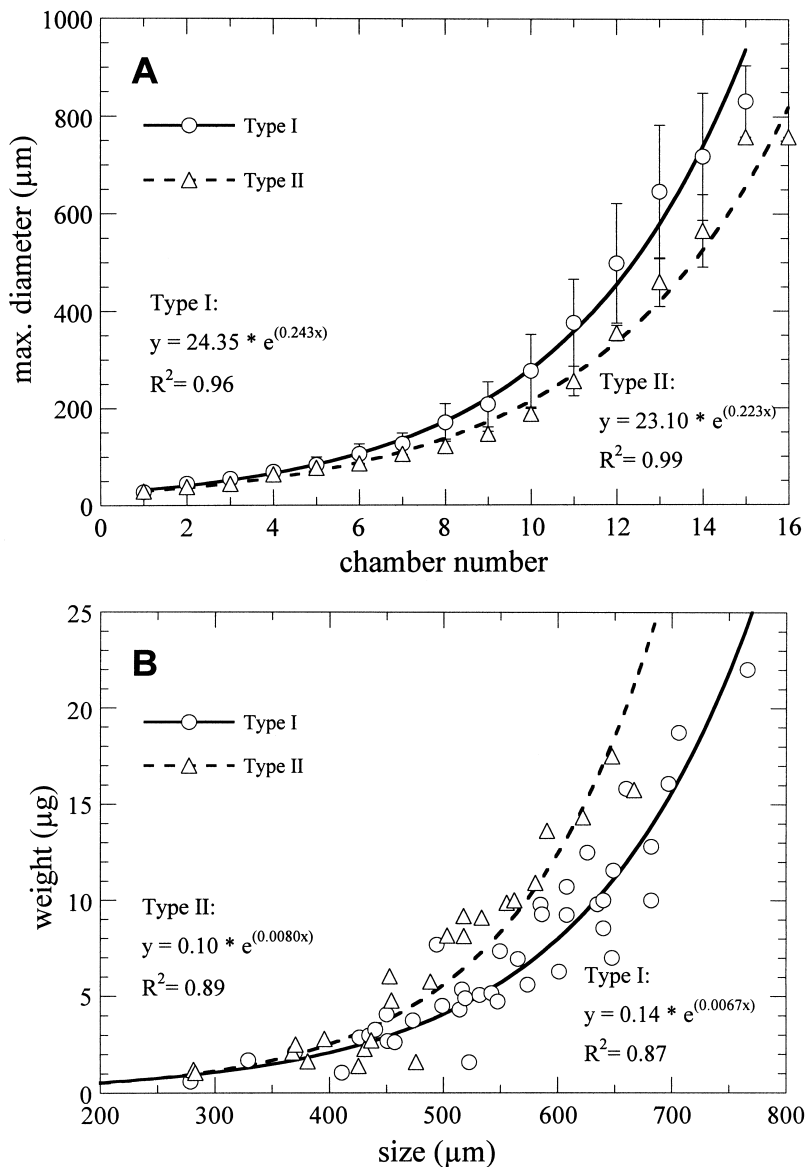 1000
A
800
Type I
Type II
600
max. diameter (µm)
400
Type I:
y = 24.35 * e(0.243x)
R2= 0.96
Type II:
y = 23.10 * e(0.223x)
R2= 0.99
200
0
0 2 4 6 8 10 12 14 16
chamber number
25
B
20
Type I
Type II
15
weight (µg)
10
Type II:
y = 0.10 * e(0.0080x)
R2= 0.89
5
Type I:
y = 0.14 * e(0.0067x)
R2= 0.87
0
200 300 400 500 600 700 800
size (µm)